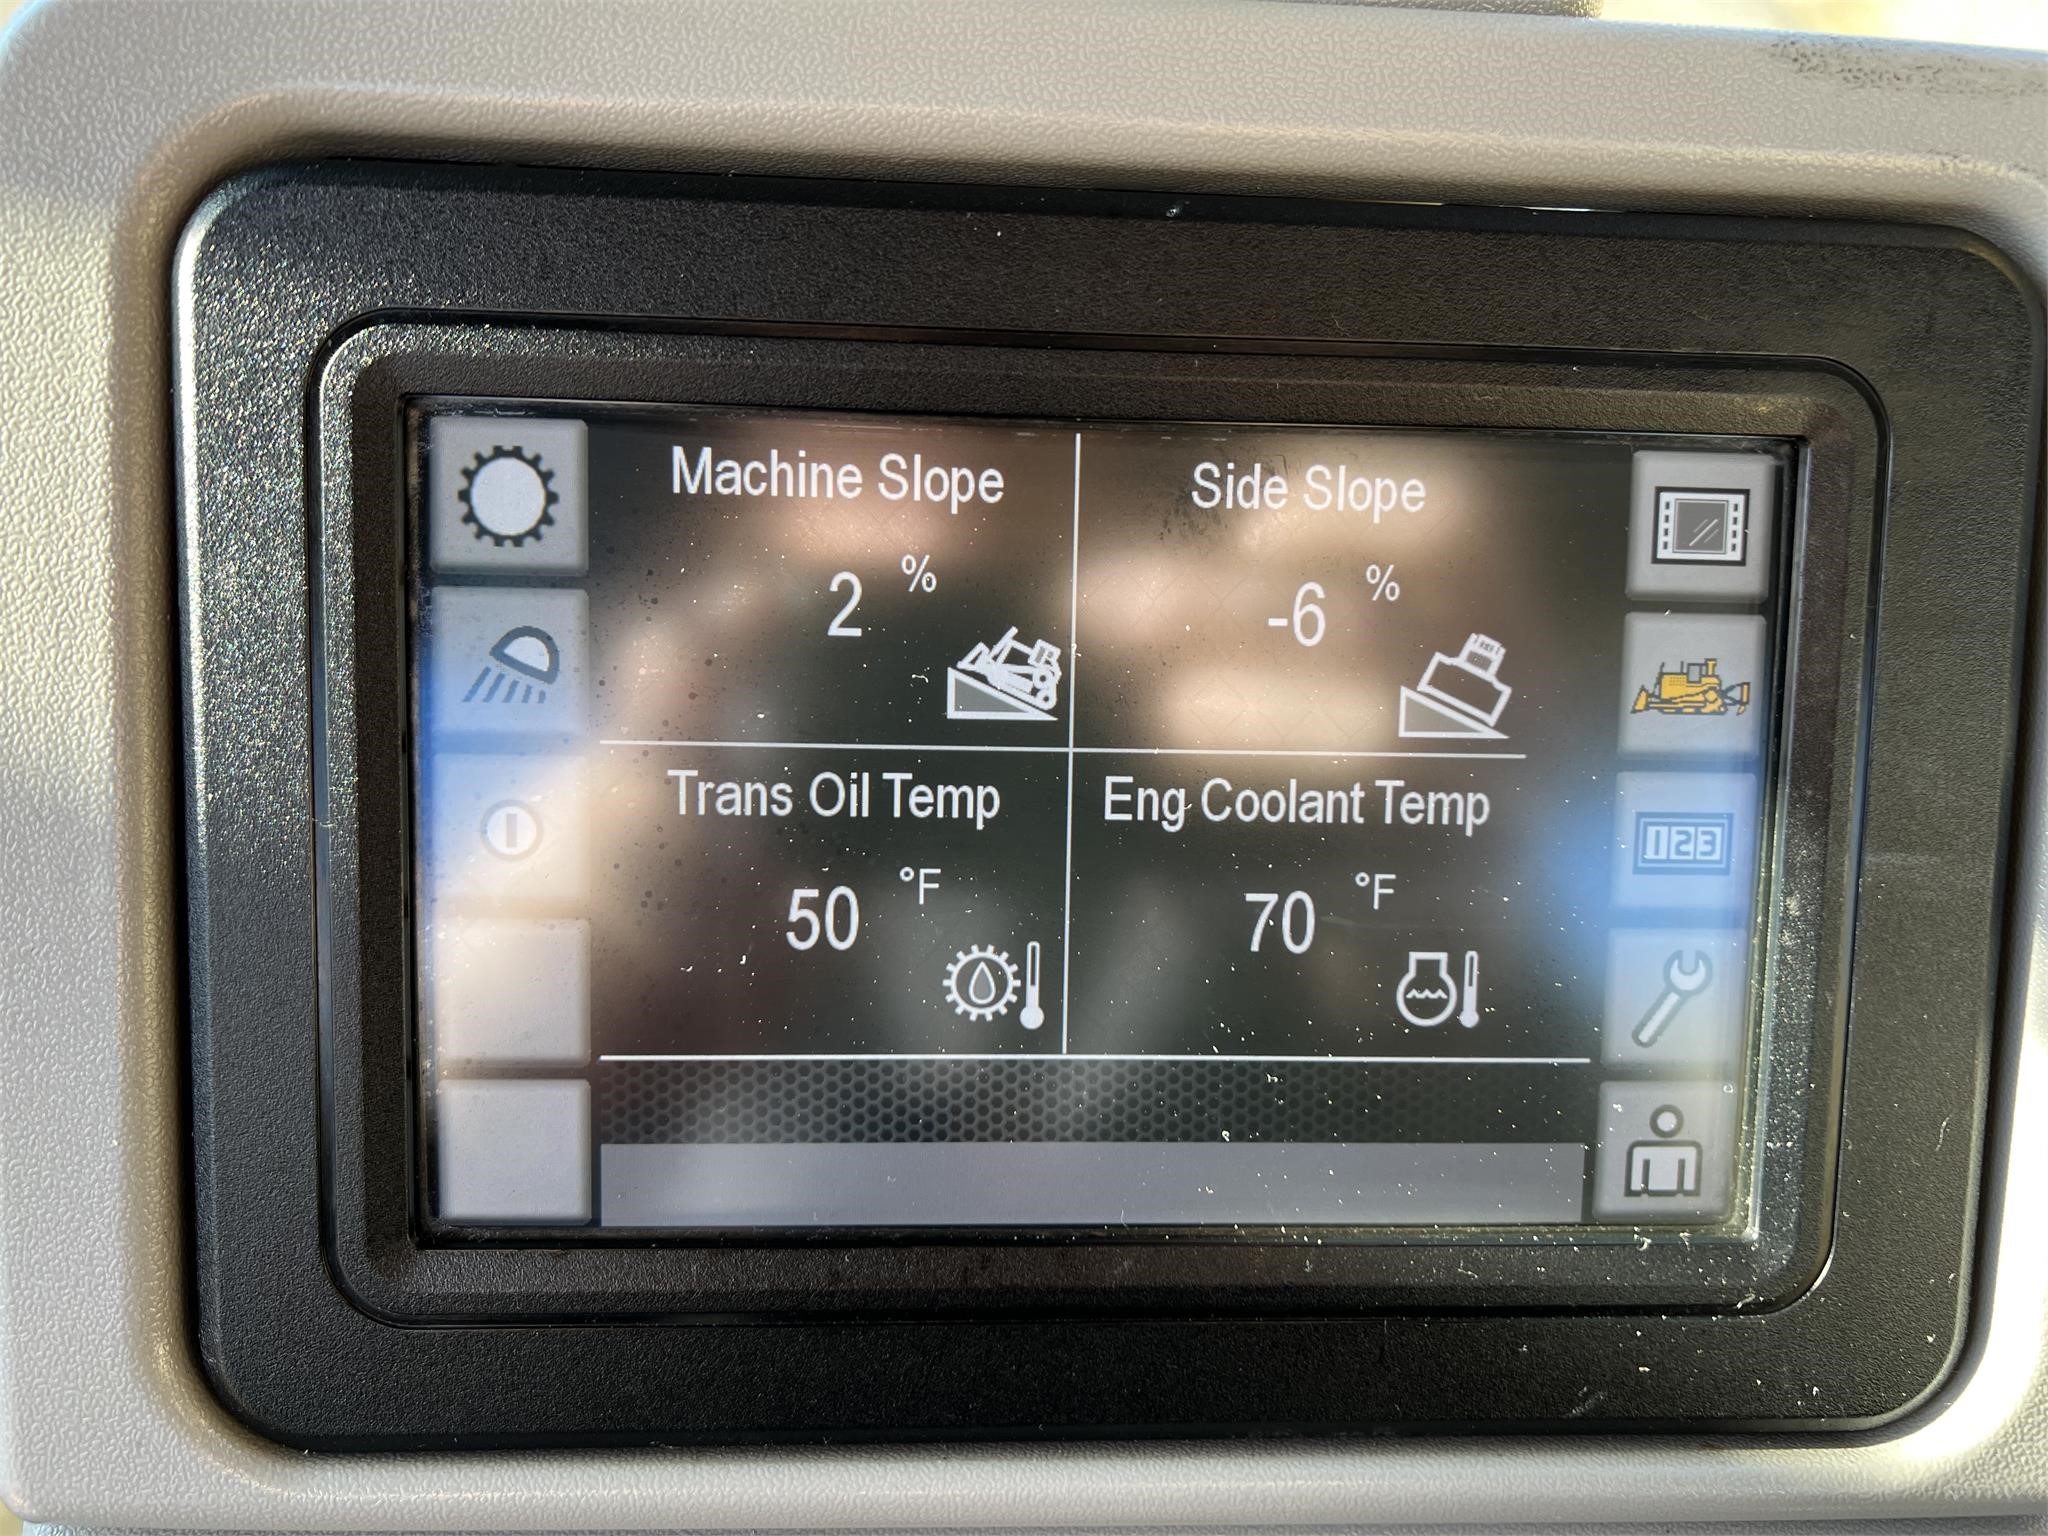 Machine Slope
2 %
Side Slope
-6 %
Trans Oil Temp
50 °F
Eng Coolant Temp
70 °F
123